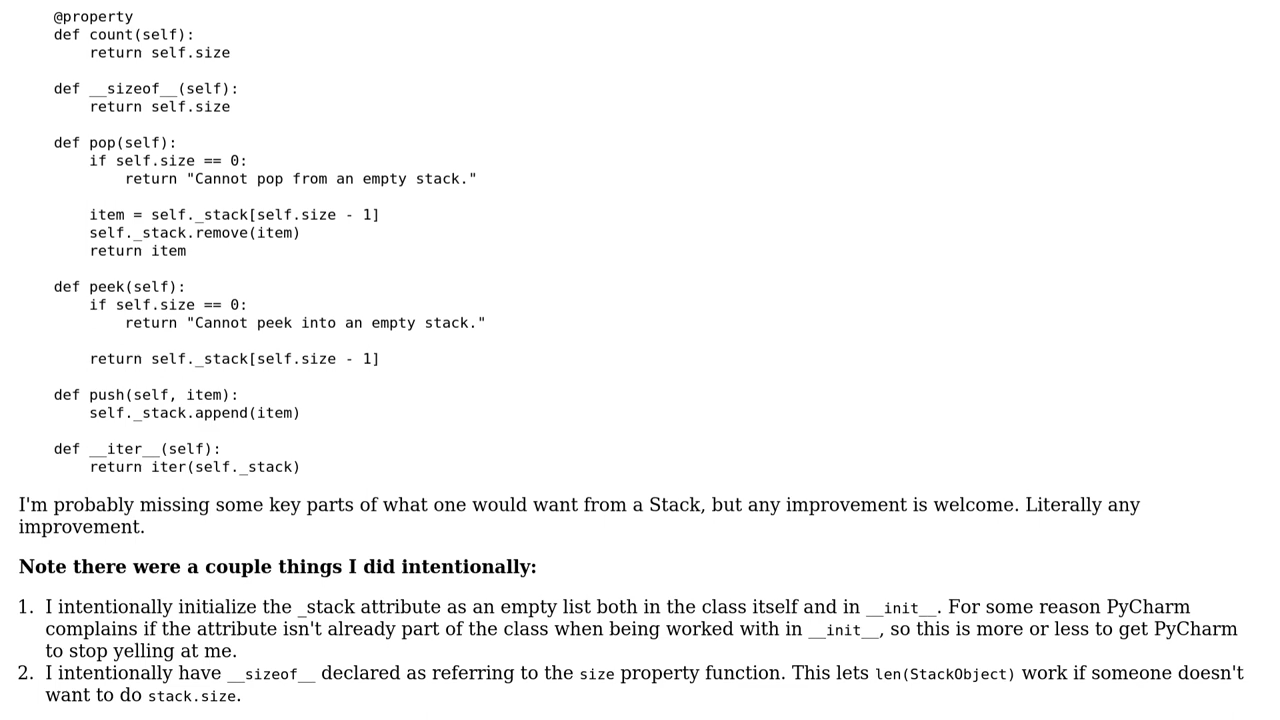 @property
def count(self):
    return self.size

def __sizeof__(self):
    return self.size

def pop(self):
    if self.size == 0:
        return "Cannot pop from an empty stack."

    item = self._stack[self.size - 1]
    self._stack.remove(item)
    return item

def peek(self):
    if self.size == 0:
        return "Cannot peek into an empty stack."

    return self._stack[self.size - 1]

def push(self, item):
    self._stack.append(item)

def __iter__(self):
    return iter(self._stack)

I'm probably missing some key parts of what one would want from a Stack, but any improvement is welcome. Literally any
improvement.

Note there were a couple things I did intentionally:

1. I intentionally initialize the _stack attribute as an empty list both in the class itself and in __init__. For some reason PyCharm
complains if the attribute isn't already part of the class when being worked with in __init__, so this is more or less to get PyCharm
to stop yelling at me.
2. I intentionally have __sizeof__ declared as referring to the size property function. This lets len(StackObject) work if someone doesn't
want to do stack.size.